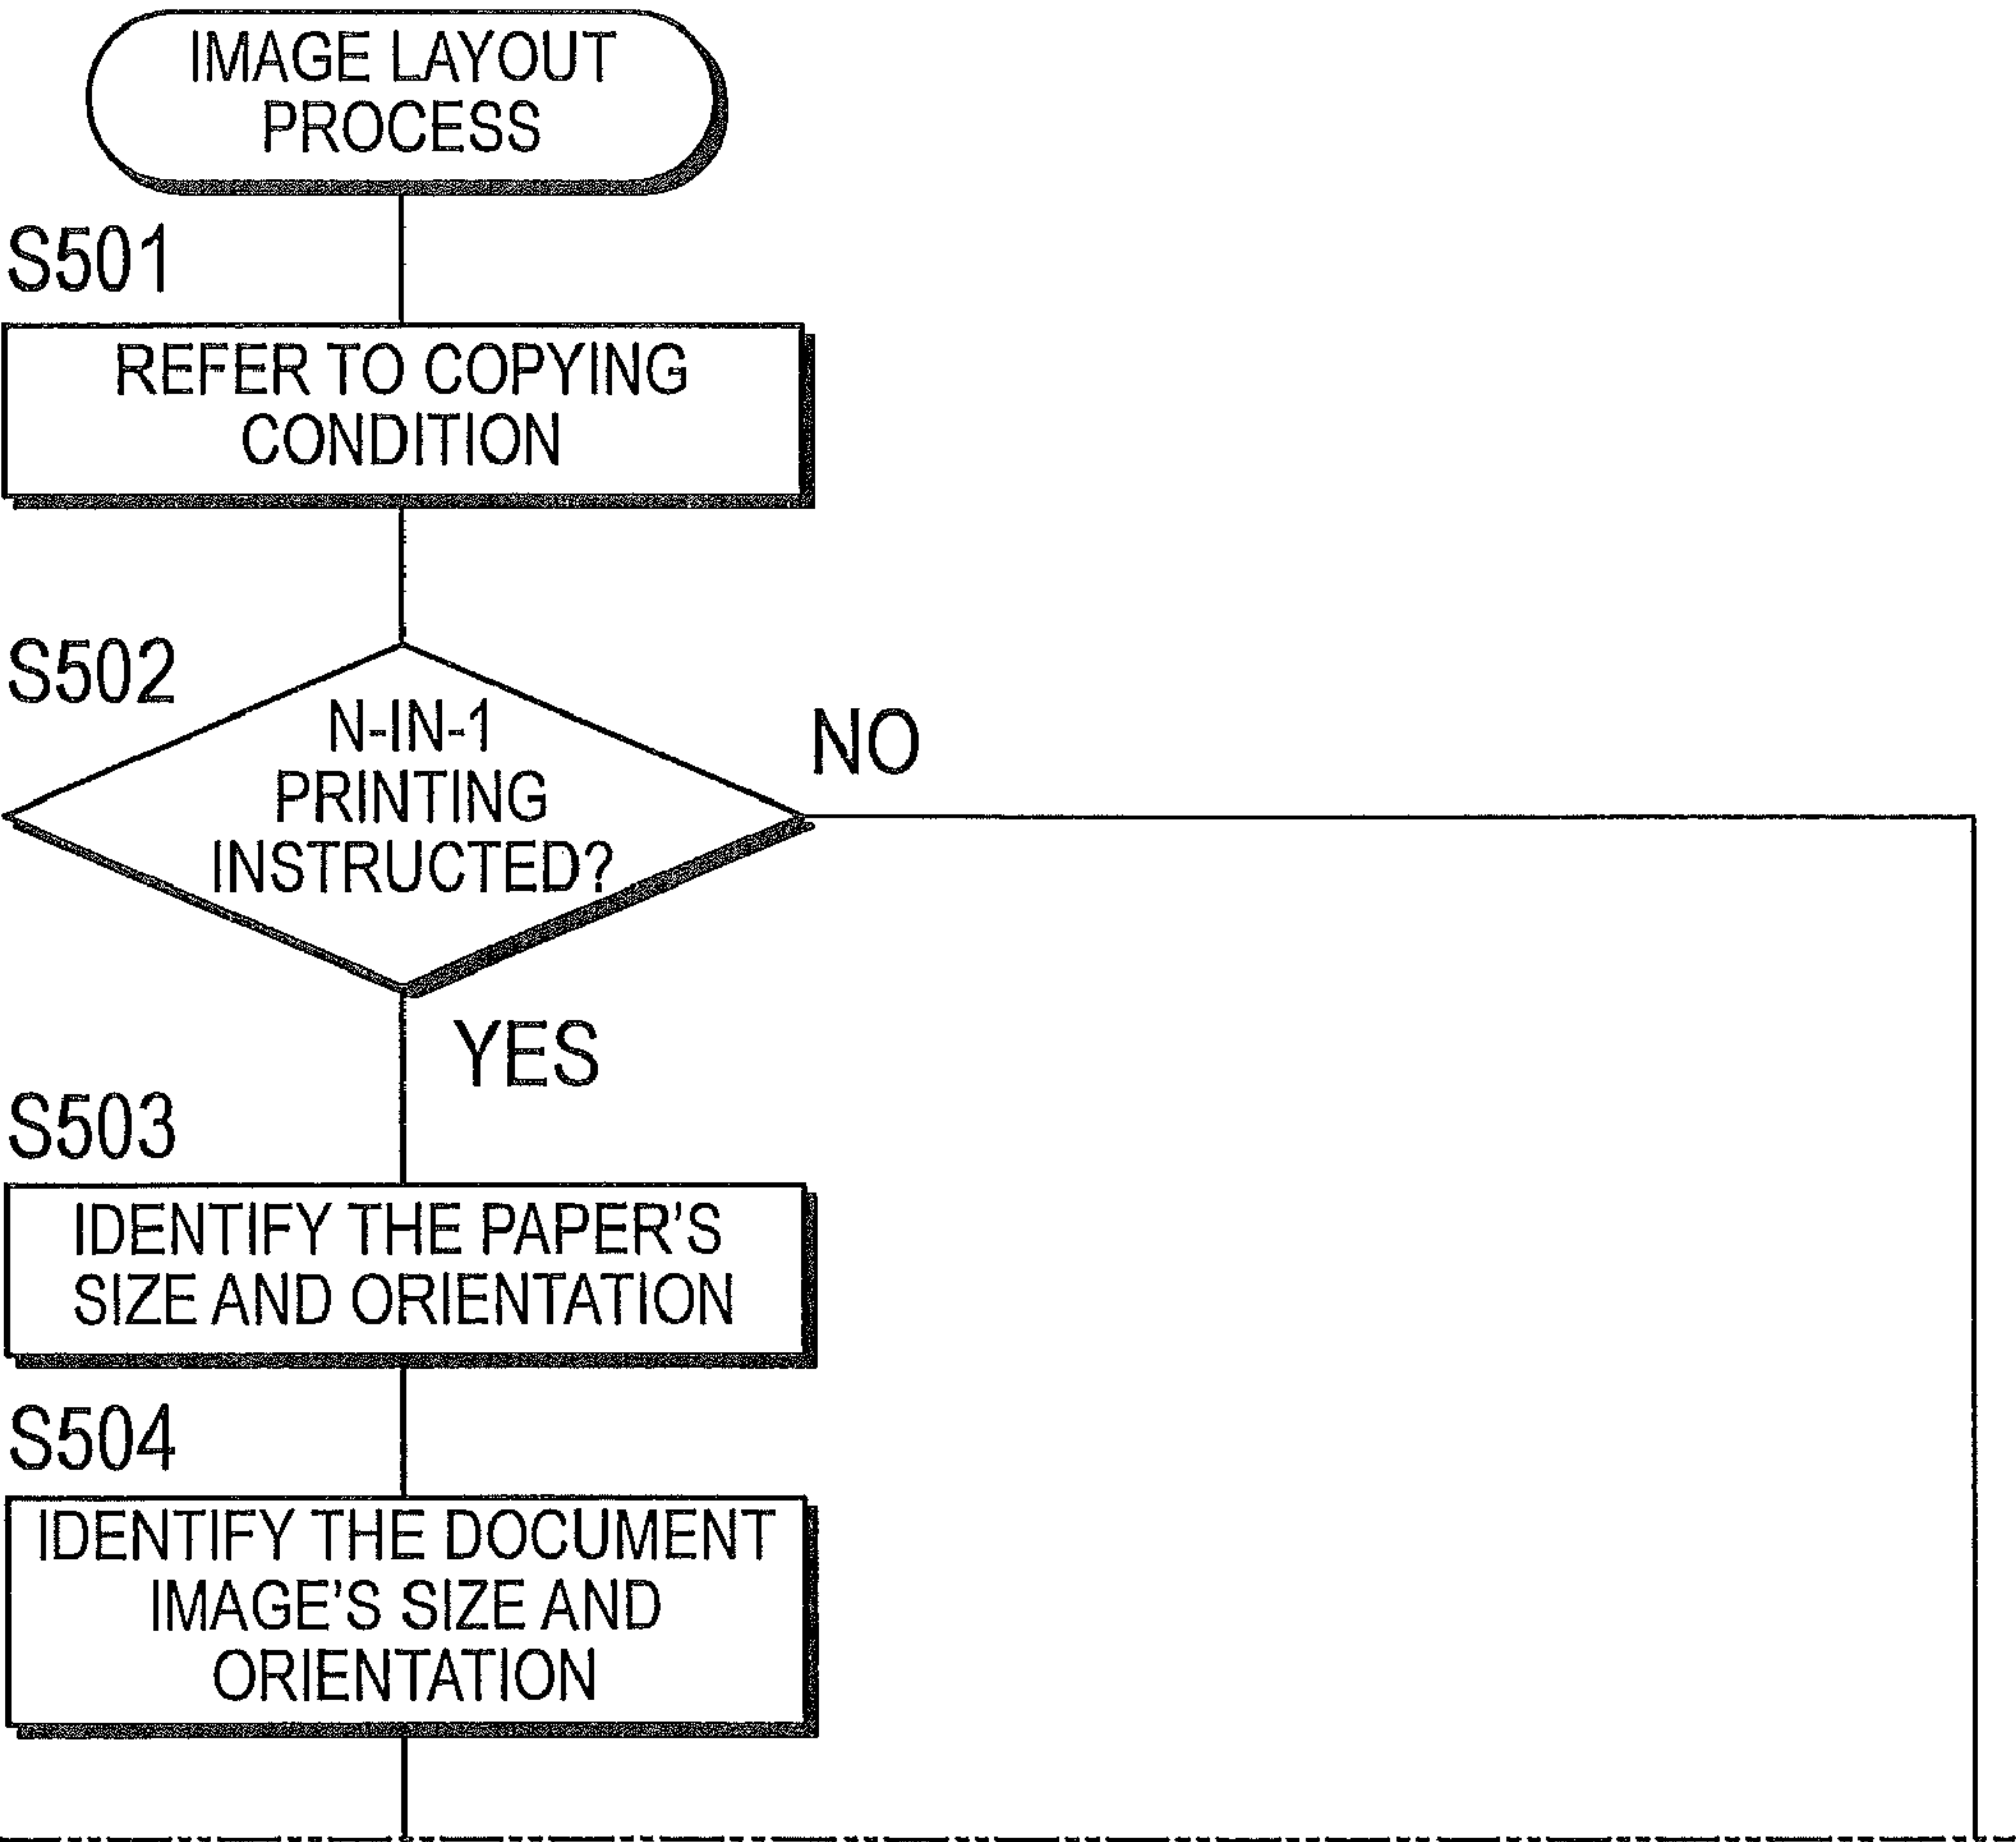 IMAGE LAYOUT
PROCESS
S501
REFER TO COPYING
CONDITION
S502
N-IN-1
PRINTING
INSTRUCTED?
NO
YES
S503
IDENTIFY THE PAPER'S
SIZE AND ORIENTATION
S504
IDENTIFY THE DOCUMENT
IMAGE'S SIZE AND
ORIENTATION